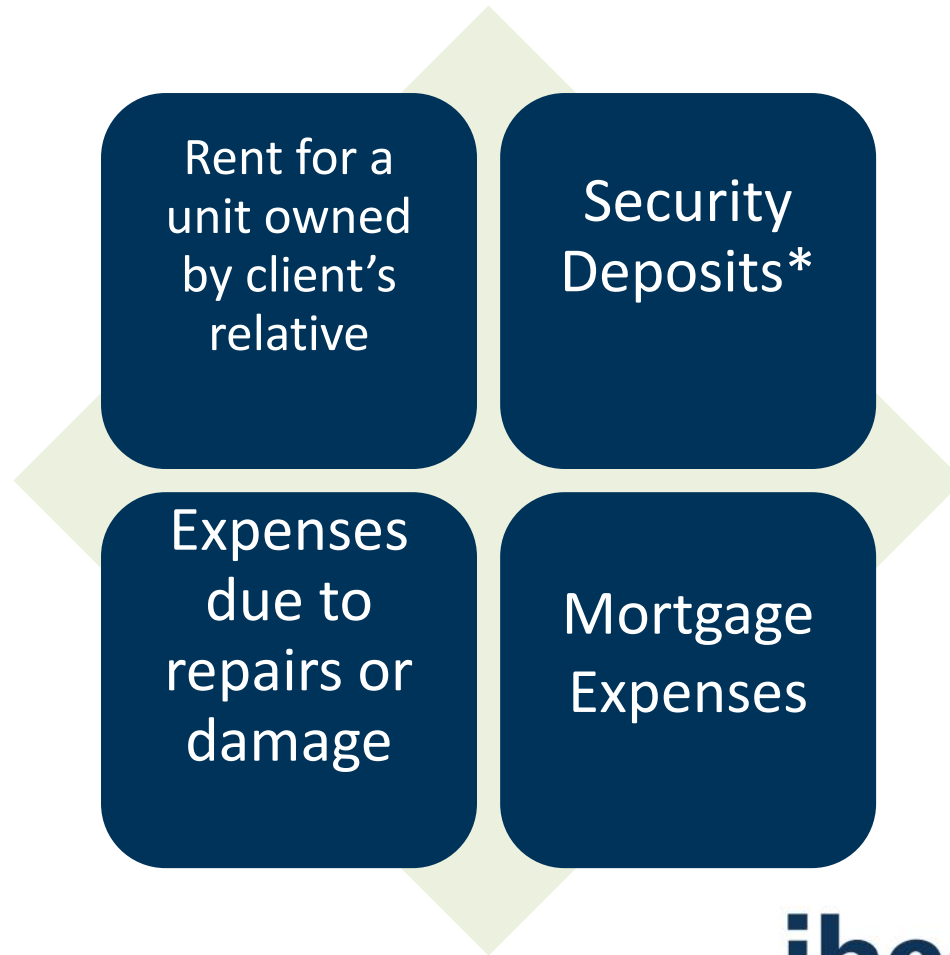 Rent for a
unit owned
by client’s
relative
Security
Deposits*
Expenses
due to
repairs or
damage
Mortgage
Expenses